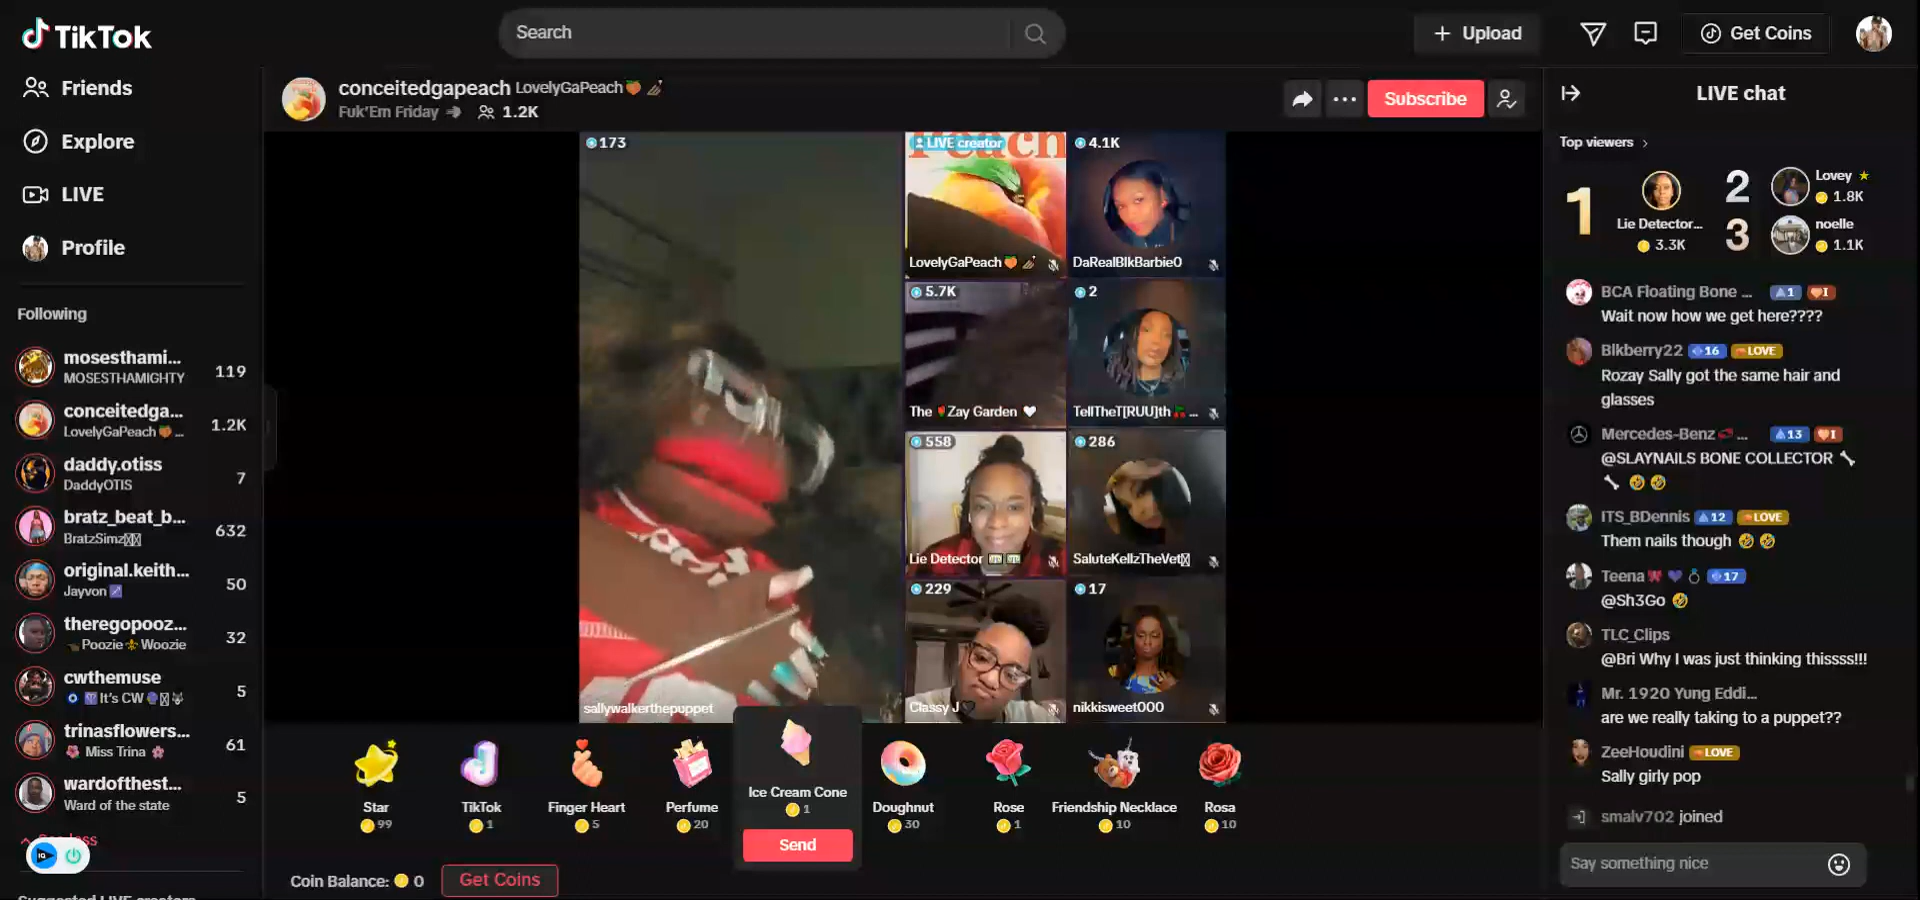 TikTok
Search
Upload
Get Coins
Friends
Explore
LIVE
Profile
Following
mosesthami...
MOSESTHAMIGHTY
119
conceitedga...
LovelyGaPeach🍑...
1.2K
daddy.otiss
DaddyOTIS
7
bratz_beat_b...
BratzSimz
632
original.keith...
Jayvon
50
theregopooz...
Poozie⚜Woozie
32
cwthemuse
It's CW
5
trinasflowers...
🌺 Miss Trina 🌸
61
wardofthest...
Ward of the state
5
conceitedgapeach LovelyGaPeach🍑💅🏾
Fuk'Em Friday
1.2K
Subscribe
173
sallywalkerthepuppet
LIVE creator
Peach
LovelyGaPeach🍑💅🏾
4.1K
DaRealBlkBarbie0
5.7K
The 🌹Zay Garden 🤍
2
TellTheT[RUU]th🍒...
558
Lie Detector
286
SaluteKellzTheVet
229
Classy J🖤
17
nikkisweet000
Star
99
TikTok
1
Finger Heart
5
Perfume
20
Ice Cream Cone
1
Send
Doughnut
30
Rose
1
Friendship Necklace
10
Rosa
10
Coin Balance: 0
Get Coins
LIVE chat
Top viewers
1
Lie Detector...
3.3K
2
Lovey ⭐
1.8K
3
noelle
1.1K
BCA Floating Bone ... 1 I
Wait now how we get here????
Blkberry22 16 LOVE
Rozay Sally got the same hair and
glasses
Mercedes-Benz... 13 I
@SLAYNAILS BONE COLLECTOR 🦴
🦴 🤣 🤣
ITS_BDennis 12 LOVE
Them nails though 🤣 🤣
Teena🎀💜💍 17
@Sh3Go 🤣
TLC_Clips
@Bri Why I was just thinking thissss!!!
Mr. 1920 Yung Eddi...
are we really taking to a puppet??
ZeeHoudini LOVE
Sally girly pop
smalv702 joined
Say something nice